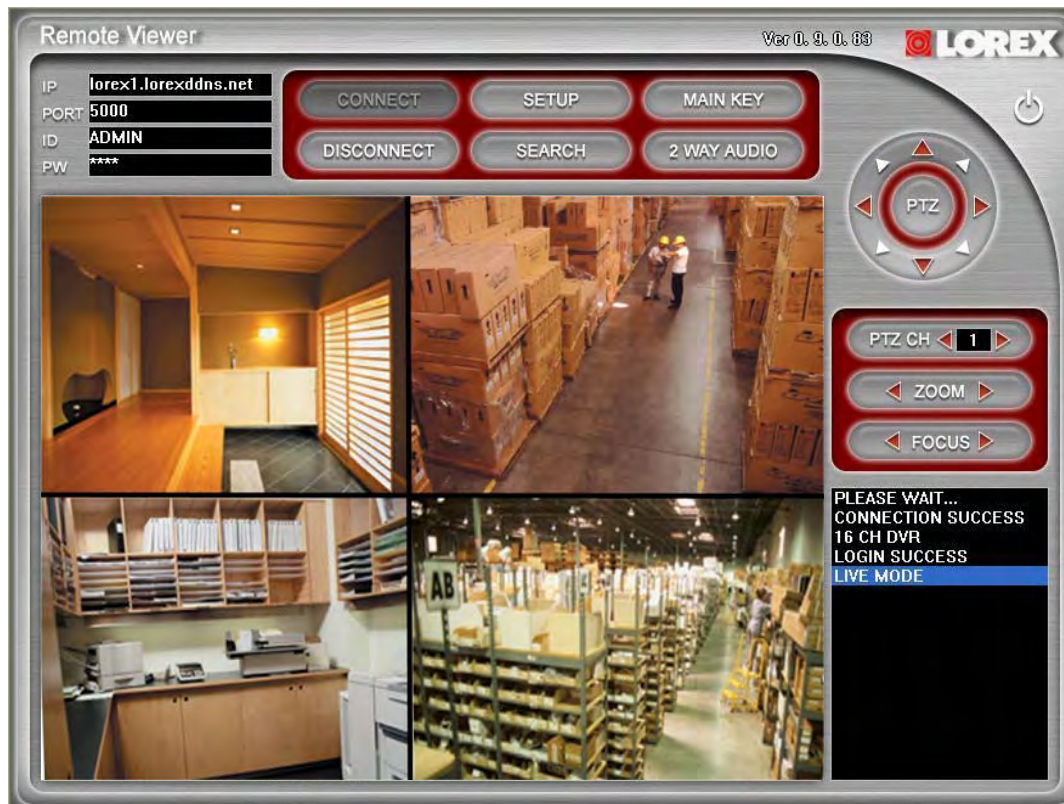 Remote Viewer
Ver 0. 9. 0. 83
LOREX
IP lorex1.lorexddns.net
PORT 5000
ID ADMIN
PW ****
CONNECT
SETUP
MAIN KEY
DISCONNECT
SEARCH
2 WAY AUDIO
PTZ
PTZ CH 1
ZOOM
FOCUS
PLEASE WAIT...
CONNECTION SUCCESS
16 CH DVR
LOGIN SUCCESS
LIVE MODE
AB